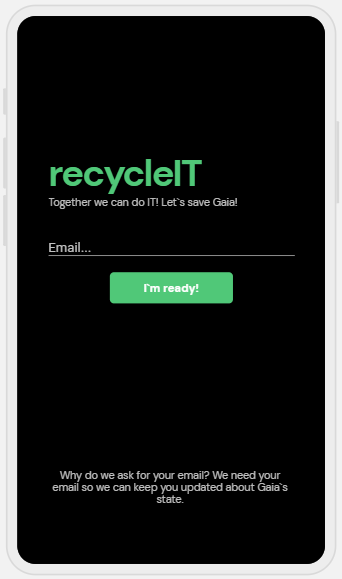 recycleIT
Together we can do IT! Let`s save Gaia!
Email...
I`m ready!
Why do we ask for your email? We need your
email so we can keep you updated about Gaia`s
state.